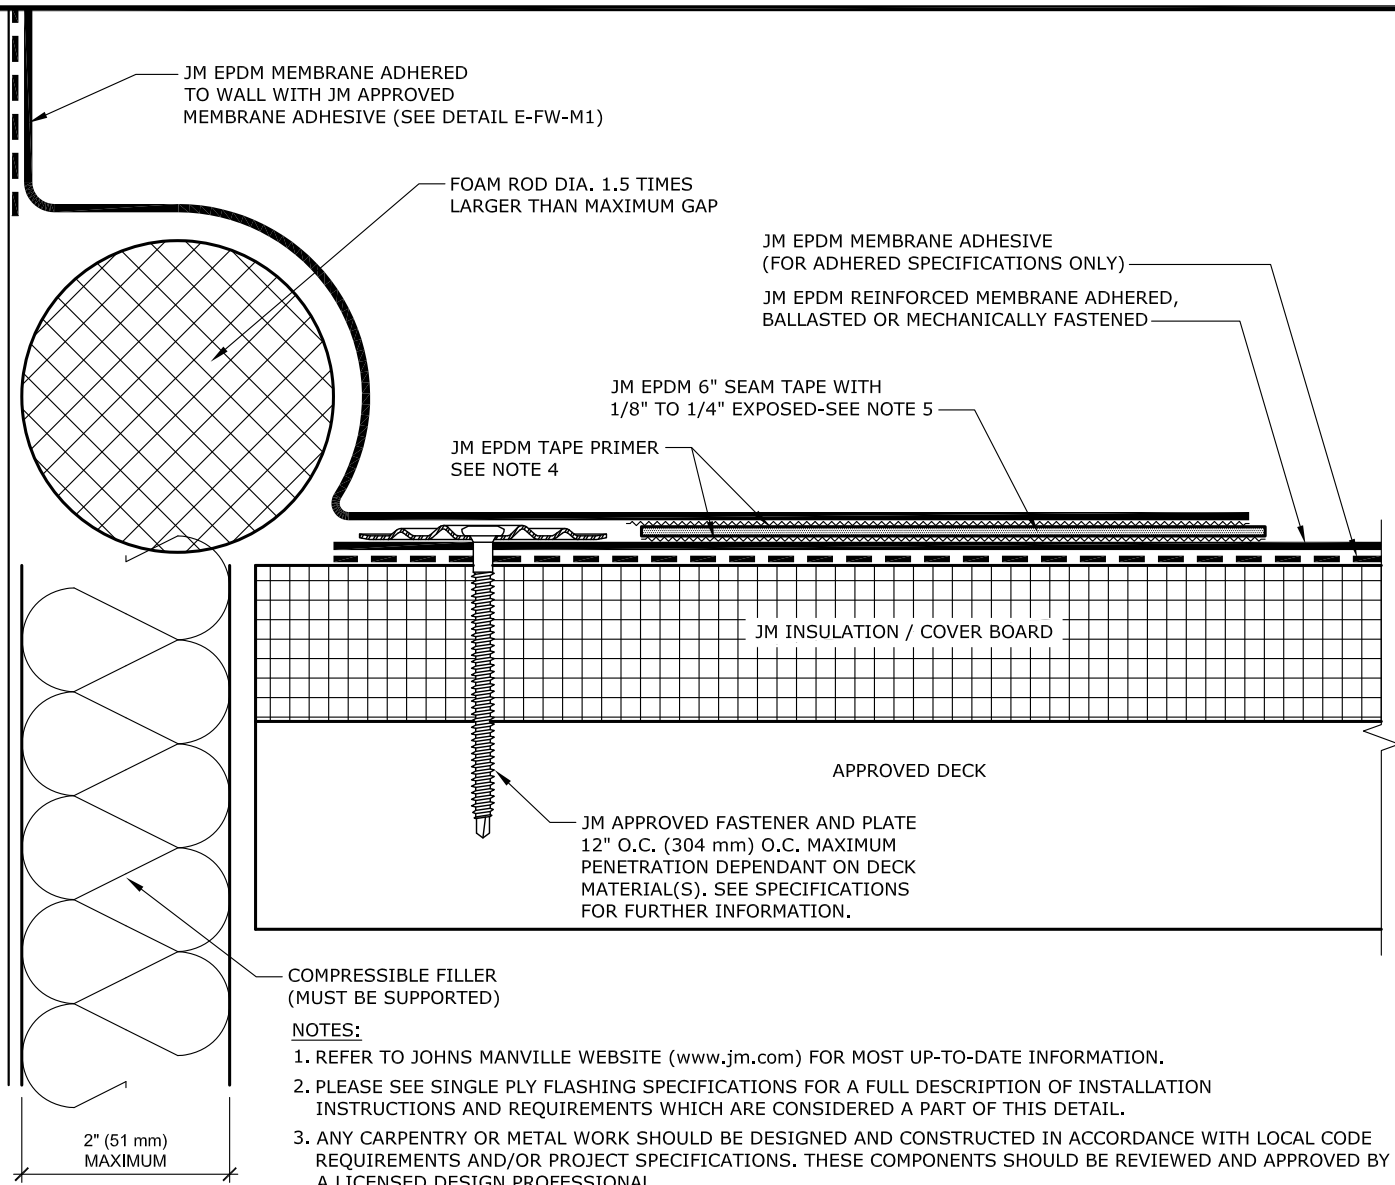 JM EPDM MEMBRANE ADHERED
TO WALL WITH JM APPROVED
MEMBRANE ADHESIVE (SEE DETAIL E-FW-M1)
FOAM ROD DIA. 1.5 TIMES
LARGER THAN MAXIMUM GAP
JM EPDM MEMBRANE ADHESIVE
(FOR ADHERED SPECIFICATIONS ONLY)
JM EPDM REINFORCED MEMBRANE ADHERED,
BALLASTED OR MECHANICALLY FASTENED
JM EPDM 6" SEAM TAPE WITH
1/8" TO 1/4" EXPOSED-SEE NOTE 5
JM EPDM TAPE PRIMER
SEE NOTE 4
JM INSULATION / COVER BOARD
APPROVED DECK
JM APPROVED FASTENER AND PLATE
12" O.C. (304 mm) O.C. MAXIMUM
PENETRATION DEPENDANT ON DECK
MATERIAL(S). SEE SPECIFICATIONS
FOR FURTHER INFORMATION.
COMPRESSIBLE FILLER
(MUST BE SUPPORTED)
NOTES:
1. REFER TO JOHNS MANVILLE WEBSITE (www.jm.com) FOR MOST UP-TO-DATE INFORMATION.
2. PLEASE SEE SINGLE PLY FLASHING SPECIFICATIONS FOR A FULL DESCRIPTION OF INSTALLATION
INSTRUCTIONS AND REQUIREMENTS WHICH ARE CONSIDERED A PART OF THIS DETAIL.
3. ANY CARPENTRY OR METAL WORK SHOULD BE DESIGNED AND CONSTRUCTED IN ACCORDANCE WITH LOCAL CODE
REQUIREMENTS AND/OR PROJECT SPECIFICATIONS. THESE COMPONENTS SHOULD BE REVIEWED AND APPROVED BY
A LICENSED DESIGN PROFESSIONAL
2" (51 mm)
MAXIMUM